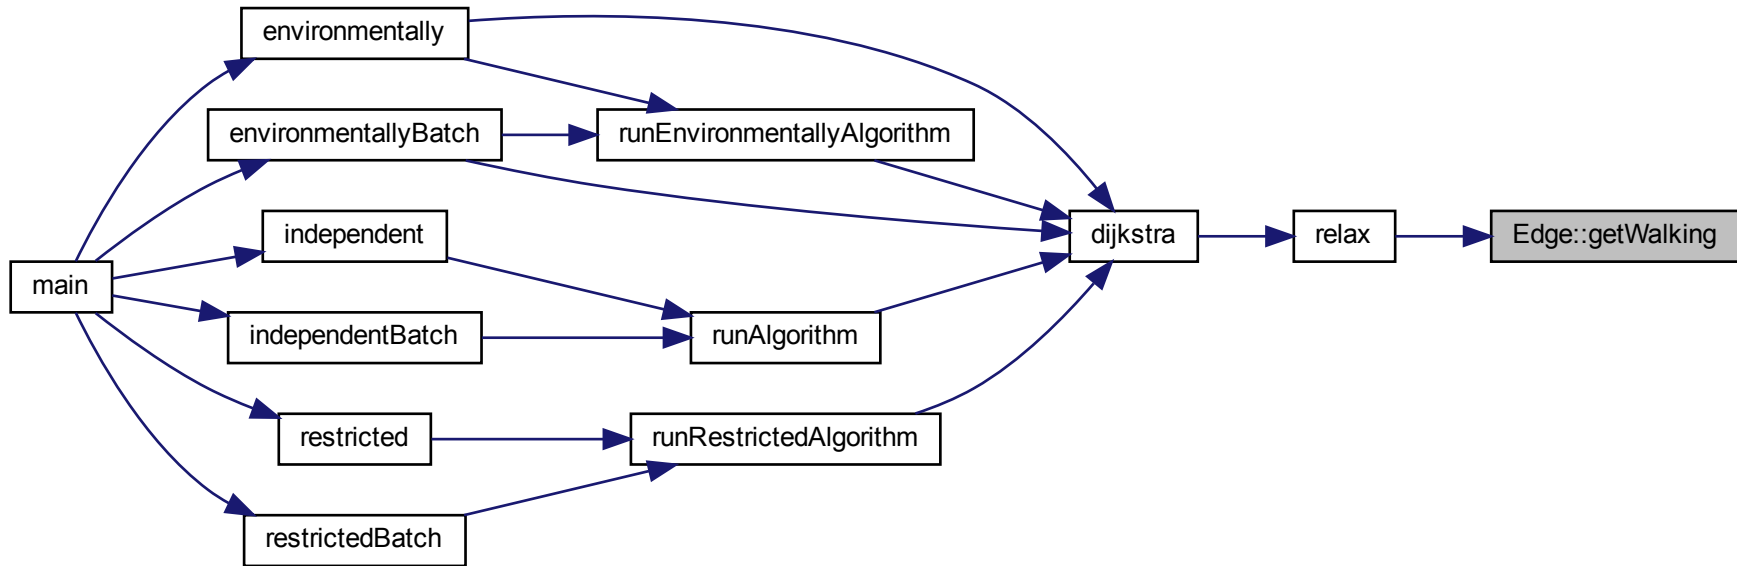 environmentally
environmentallyBatch
runEnvironmentallyAlgorithm
independent
dijkstra
relax
Edge::getWalking
main
independentBatch
runAlgorithm
restricted
runRestrictedAlgorithm
restrictedBatch